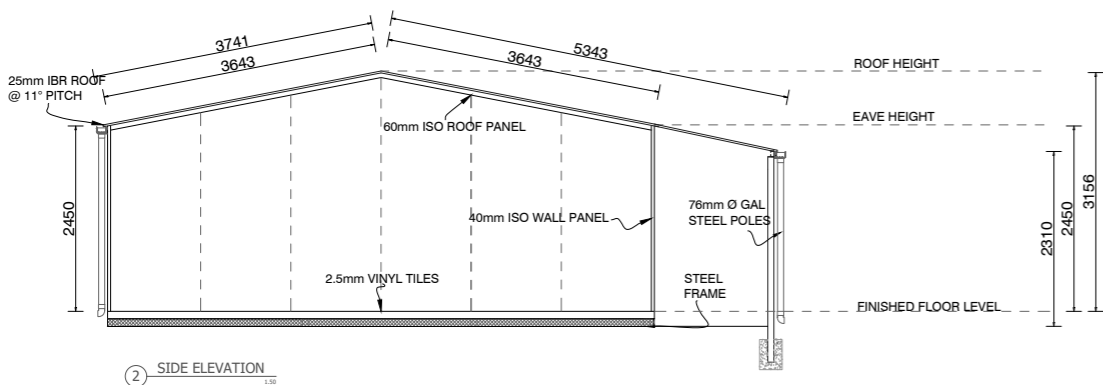 3741
3643
5343
3643
25mm IBR ROOF
@ 11° PITCH
ROOF HEIGHT
60mm ISO ROOF PANEL
EAVE HEIGHT
2450
40mm ISO WALL PANEL
76mm Ø GAL
STEEL POLES
2310
2450
3156
2.5mm VINYL TILES
STEEL
FRAME
FINISHED FLOOR LEVEL
2 SIDE ELEVATION
1:50